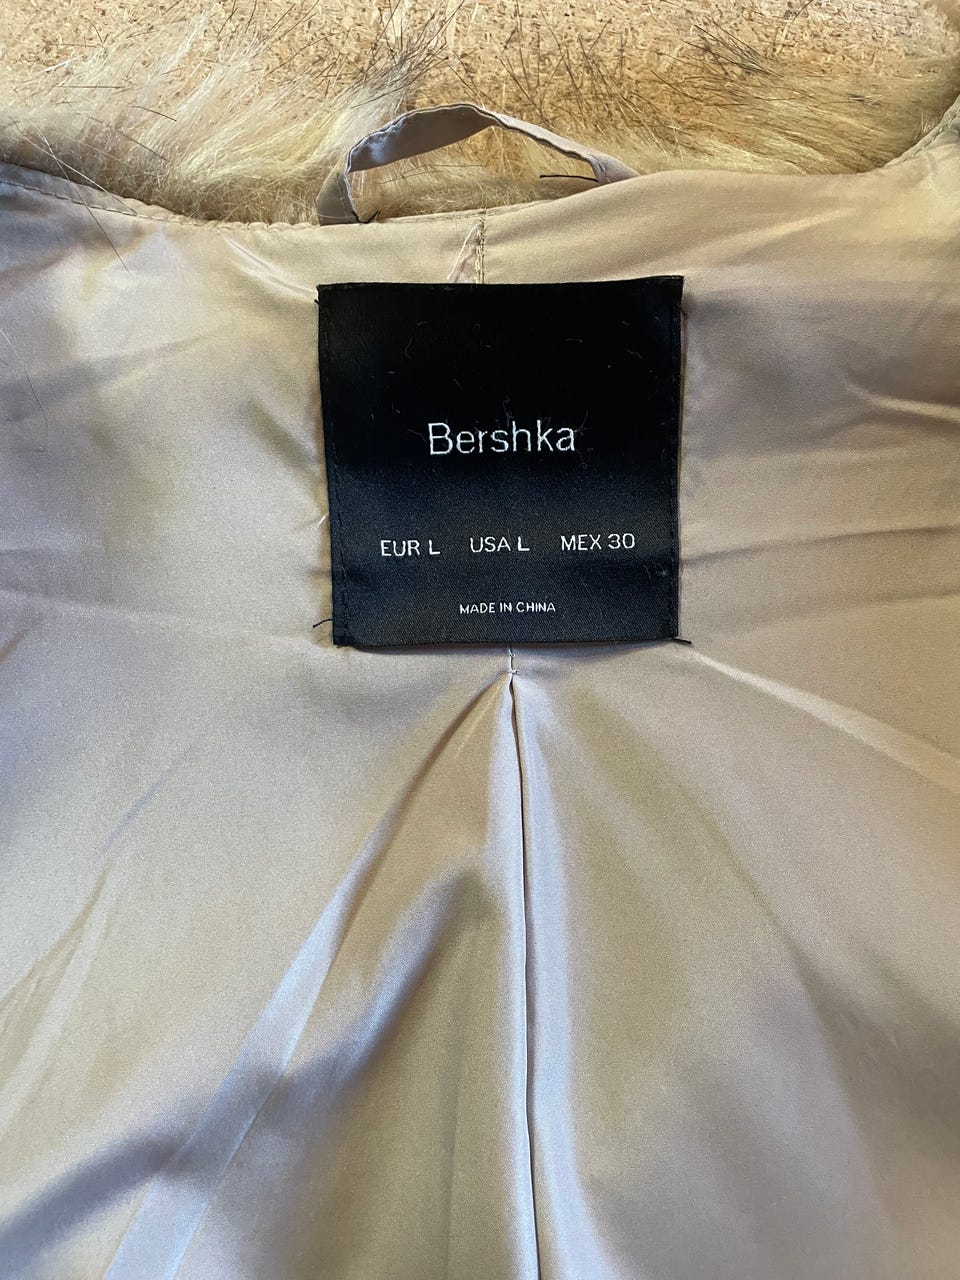 Bershka
EUR L USA L MEX 30
MADE IN CHINA